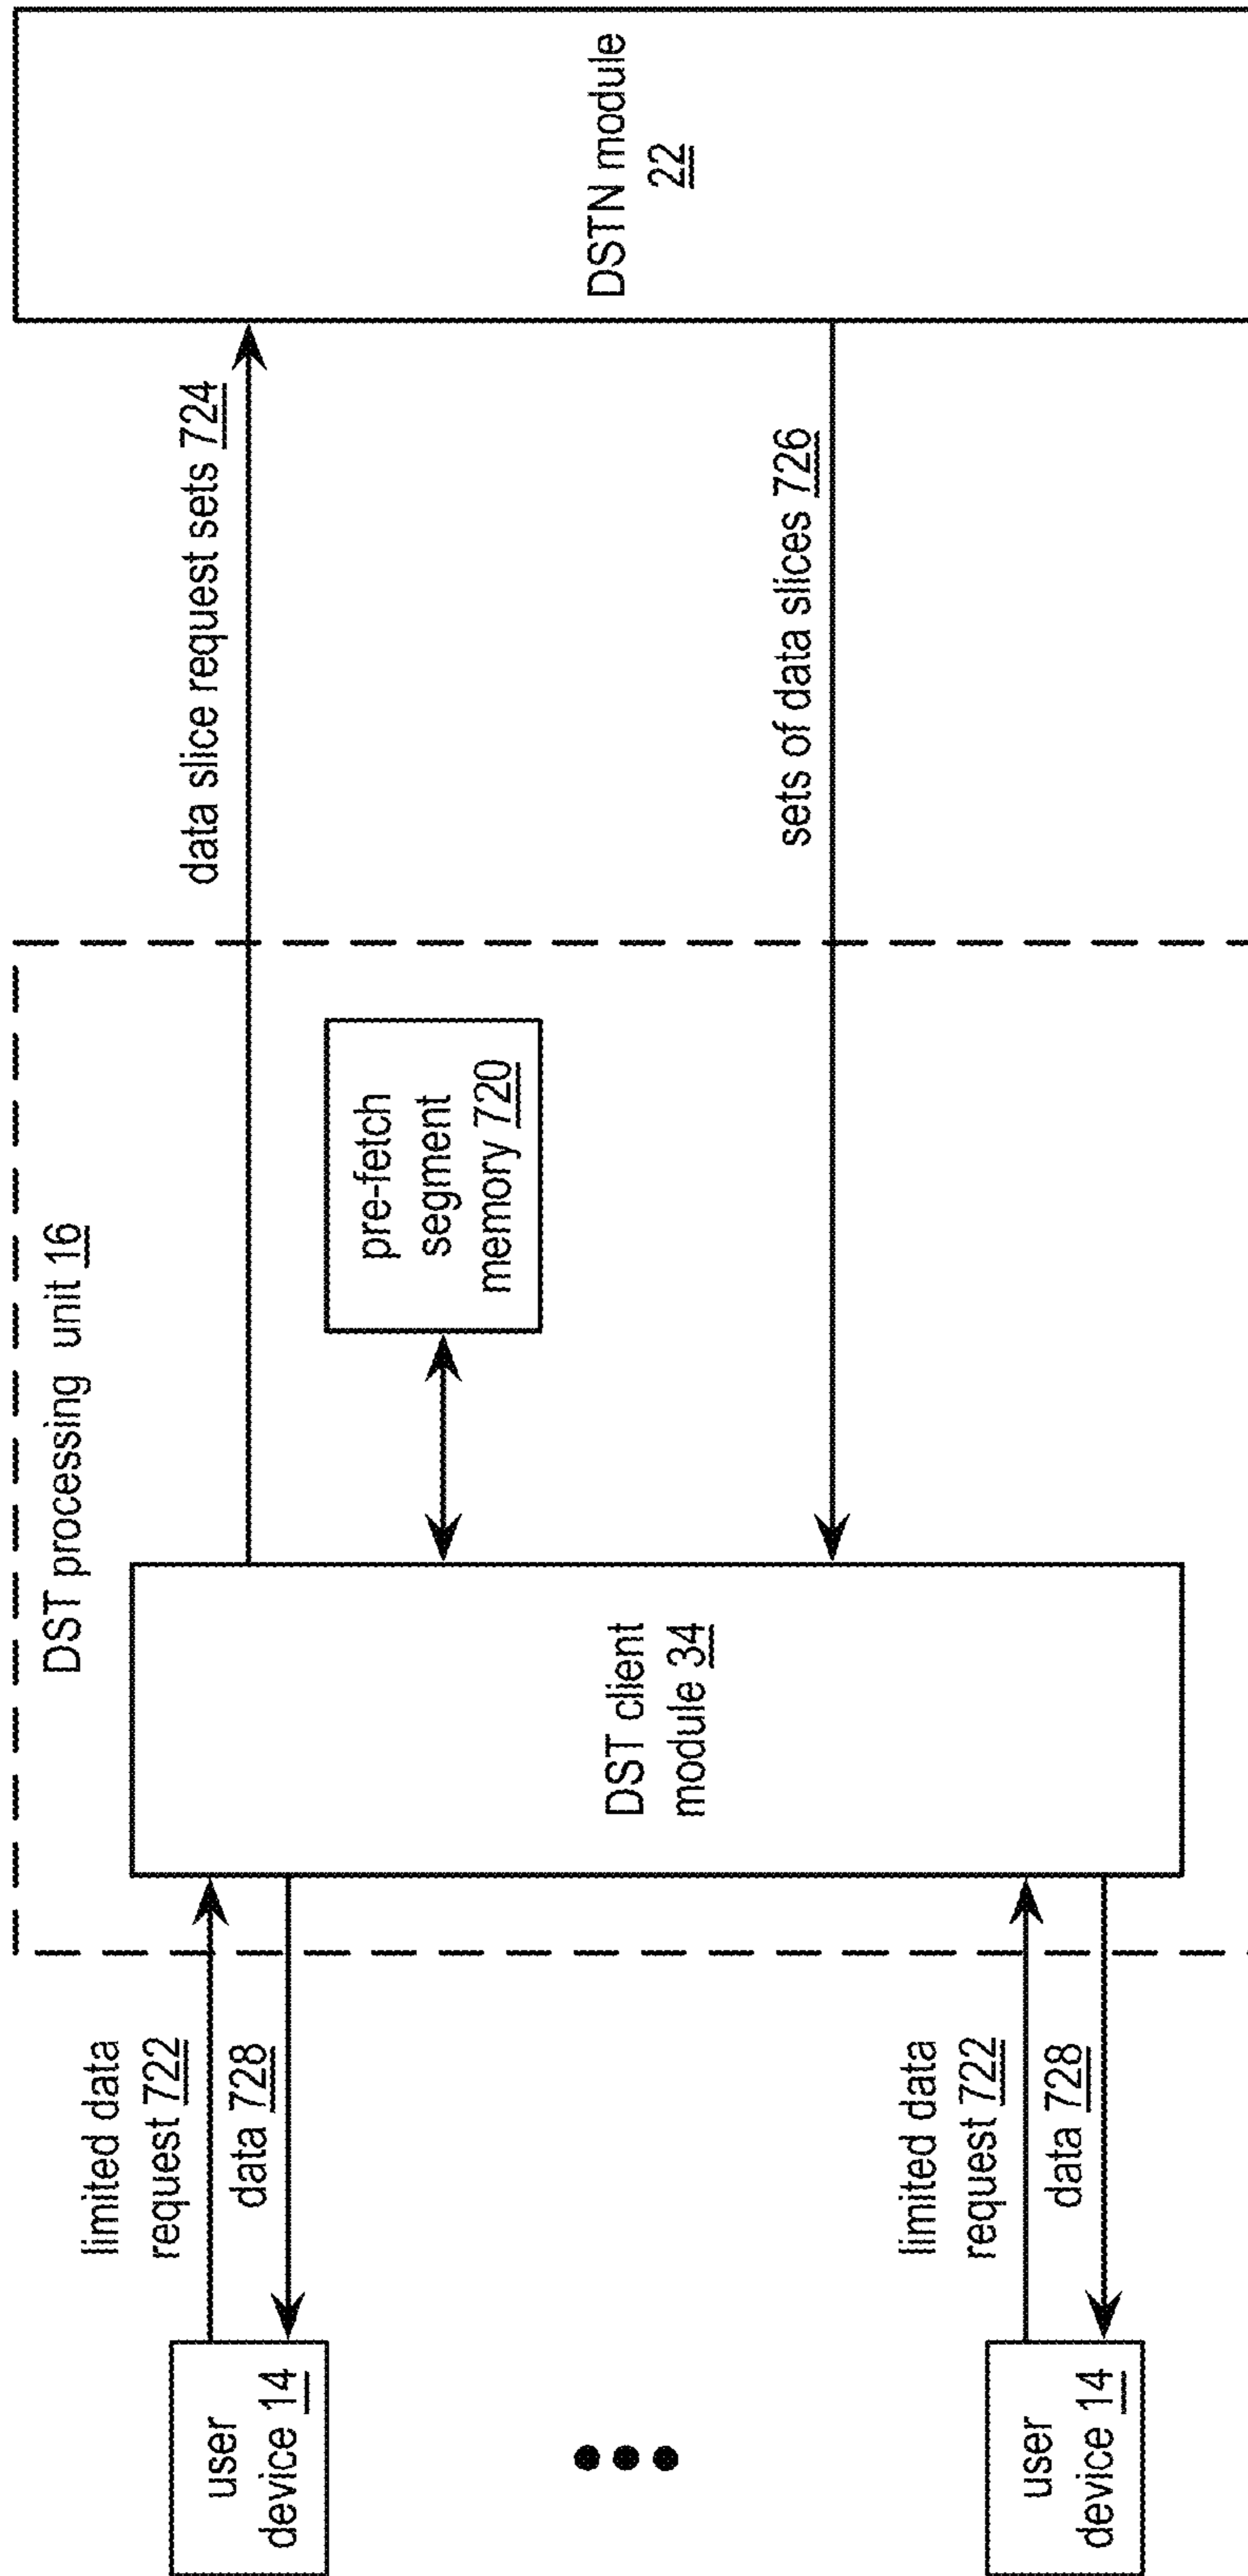 DST processing unit 16
limited data
request 722
data 728
user
device 14
DST client
module 34
pre-fetch
segment
memory 720
data slice request sets 724
sets of data slices 726
DSTN module
22
limited data
request 722
data 728
user
device 14